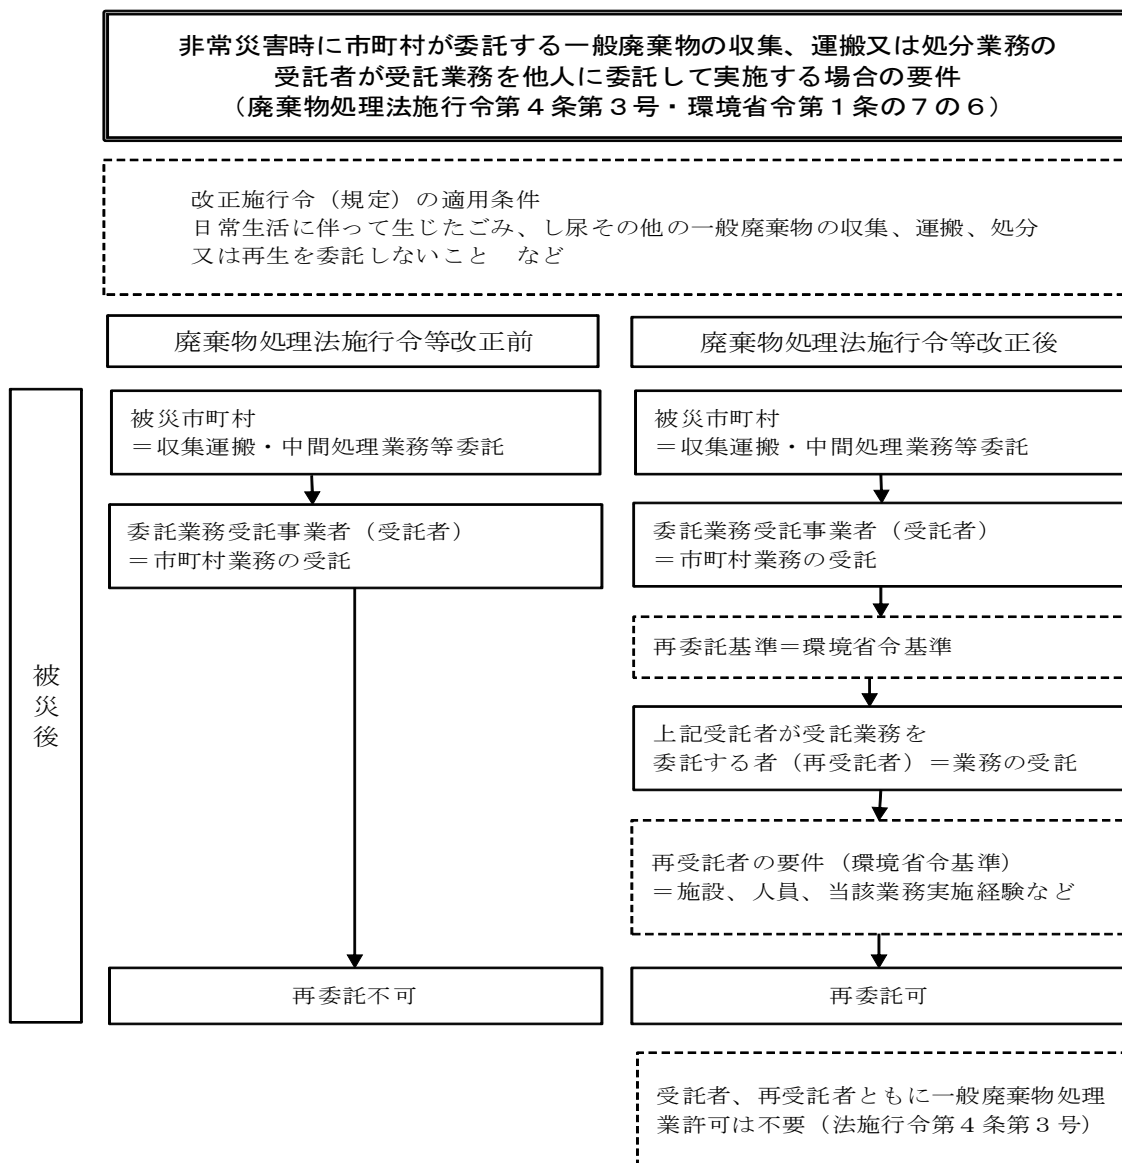 非常災害時に市町村が委託する一般廃棄物の収集、運搬又は処分業務の
受託者が受託業務を他人に委託して実施する場合の要件
（廃棄物処理法施行令第４条第３号・環境省令第１条の７の６）
改正施行令（規定）の適用条件
日常生活に伴って生じたごみ、し尿その他の一般廃棄物の収集、運搬、処分
又は再生を委託しないこと　など
廃棄物処理法施行令等改正前
廃棄物処理法施行令等改正後
被災後
被災市町村
＝収集運搬・中間処理業務等委託
委託業務受託事業者（受託者）
＝市町村業務の受託
再委託不可
被災市町村
＝収集運搬・中間処理業務等委託
委託業務受託事業者（受託者）
＝市町村業務の受託
再委託基準＝環境省令基準
上記受託者が受託業務を
委託する者（再受託者）＝業務の受託
再受託者の要件（環境省令基準）
＝施設、人員、当該業務実施経験など
再委託可
受託者、再受託者ともに一般廃棄物処理
業許可は不要（法施行令第４条第３号）